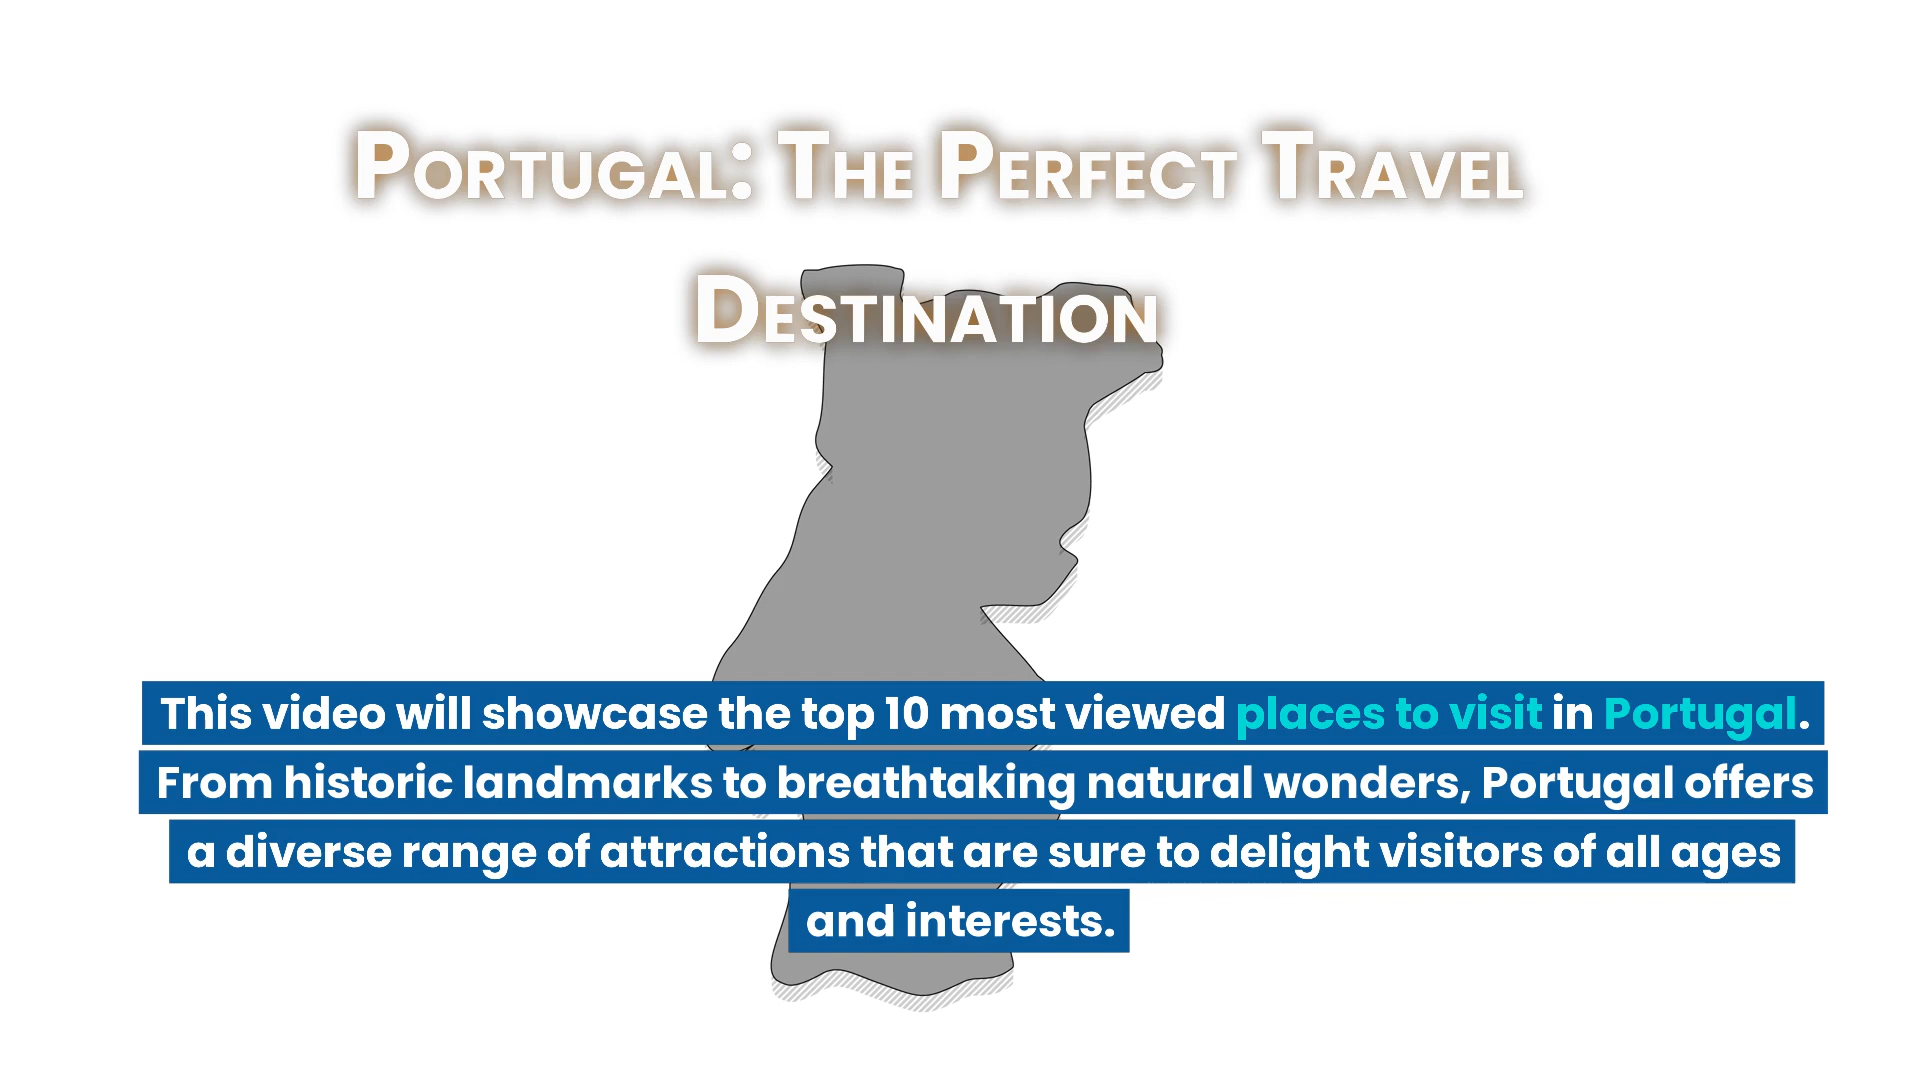 Portugal: The Perfect Travel
Destination
This video will showcase the top 10 most viewed places to visit in Portugal.
From historic landmarks to breathtaking natural wonders, Portugal offers
a diverse range of attractions that are sure to delight visitors of all ages
and interests.